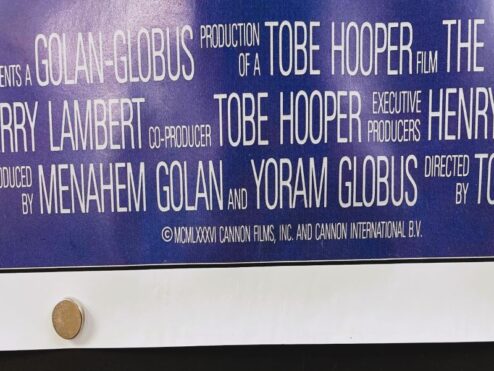 ENTS A GOLAN-GLOBUS PRODUCTION OF A TOBE HOOPER FILM THE
RRY LAMBERT CO-PRODUCER TOBE HOOPER EXECUTIVE PRODUCERS HENRY
ODUCED BY MENAHEM GOLAN AND YORAM GLOBUS DIRECTED BY TO
© MCMLXXXVI CANNON FILMS, INC. AND CANNON INTERNATIONAL B.V.